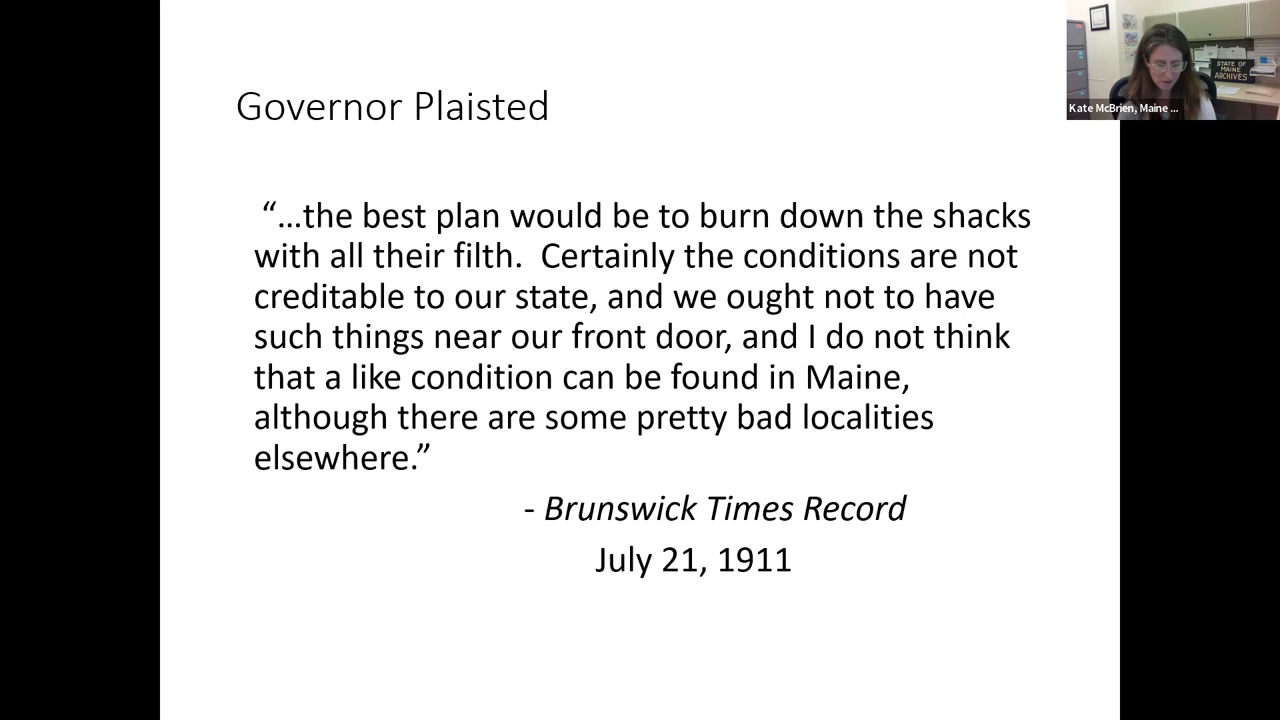 Governor Plaisted
“…the best plan would be to burn down the shacks
with all their filth.  Certainly the conditions are not
creditable to our state, and we ought not to have
such things near our front door, and I do not think
that a like condition can be found in Maine,
although there are some pretty bad localities
elsewhere.”
- Brunswick Times Record
July 21, 1911
STATE OF
MAINE
ARCHIVES
Kate McBrien, Maine ...